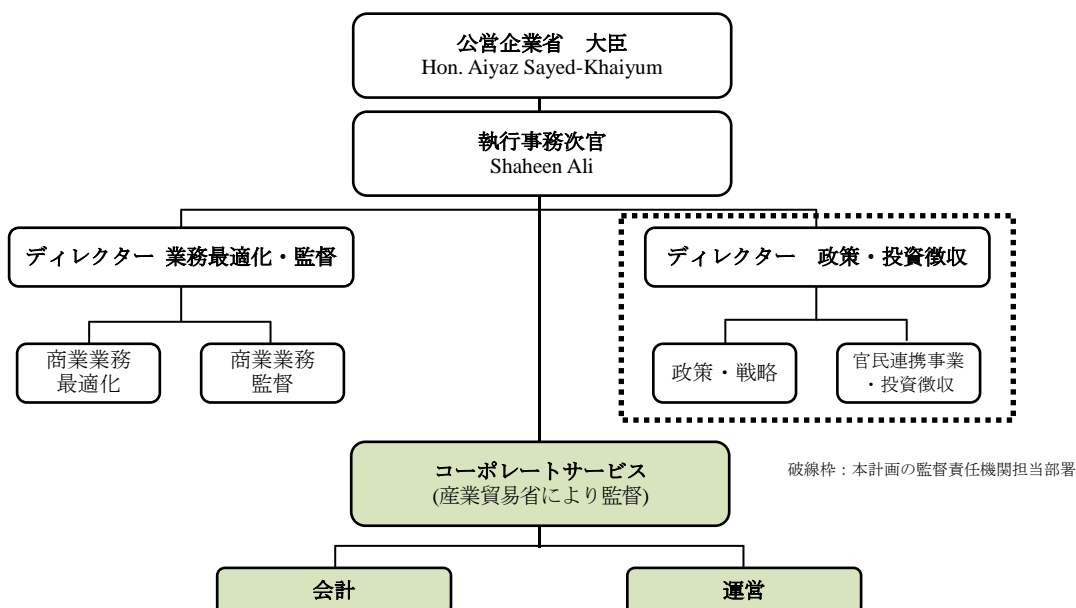 公営企業省　大臣
Hon. Aiyaz Sayed-Khaiyum
執行事務次官
Shaheen Ali
ディレクター 業務最適化・監督
ディレクター　政策・投資徴収
商業業務
最適化
商業業務
監督
政策・戦略
官民連携事業
・投資徴収
コーポレートサービス
(産業貿易省により監督)
破線枠：本計画の監督責任機関担当部署
会計
運営